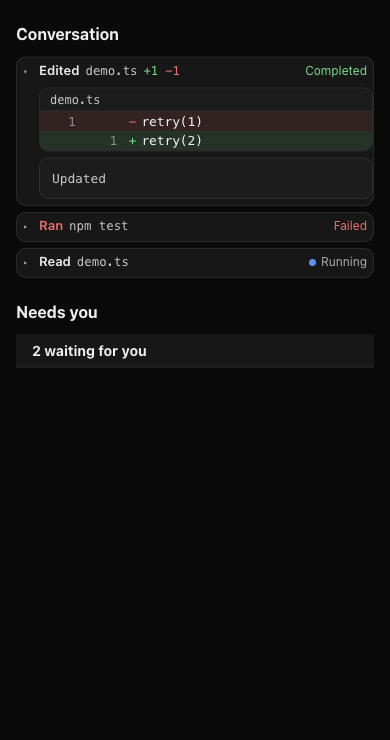 Conversation
▾ Edited demo.ts +1 −1 Completed
demo.ts
1 − retry(1)
1 + retry(2)
Updated
▸ Ran npm test Failed
▸ Read demo.ts Running
Needs you
2 waiting for you